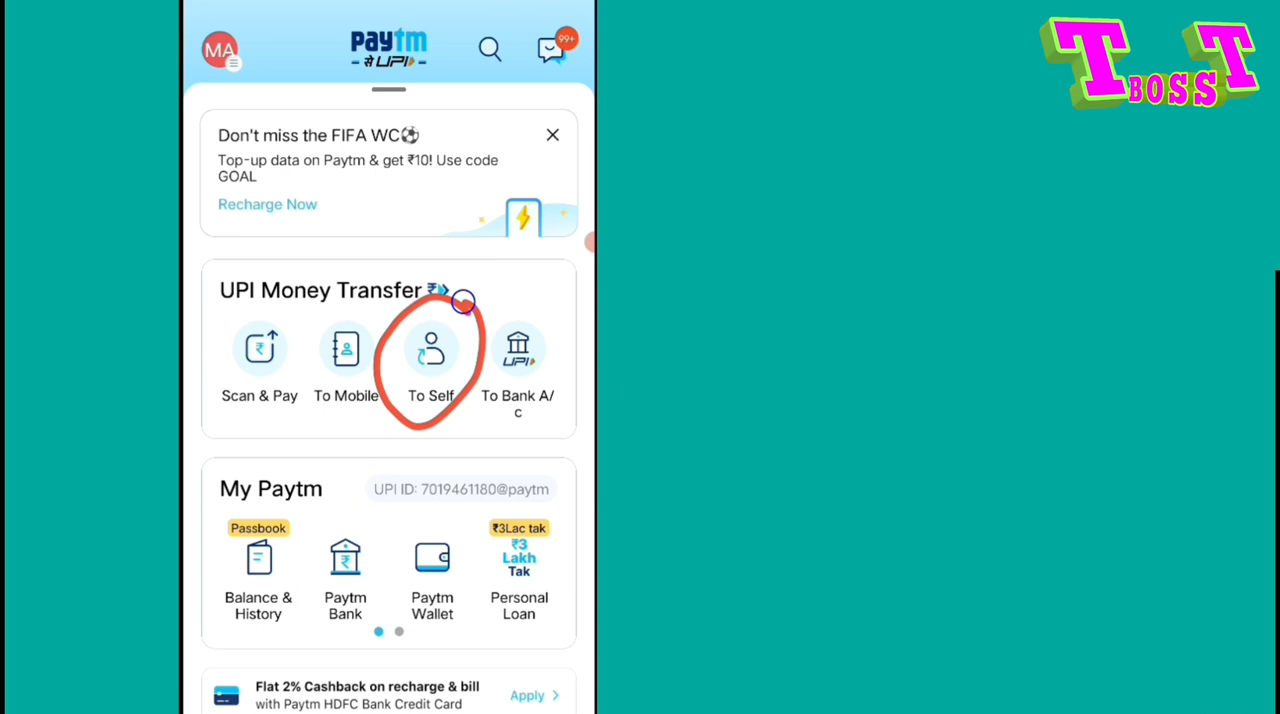 MA
paytm
से UPI
99+
T BOSS T
Don't miss the FIFA WC⚽
Top-up data on Paytm & get ₹10! Use code
GOAL
Recharge Now
UPI Money Transfer ₹
Scan & Pay
To Mobile
To Self
UPI
To Bank A/
c
My Paytm
UPI ID: 7019461180@paytm
Passbook
₹3Lac tak
₹3
Lakh
Tak
Balance &
History
Paytm
Bank
Paytm
Wallet
Personal
Loan
Flat 2% Cashback on recharge & bill
with Paytm HDFC Bank Credit Card
Apply